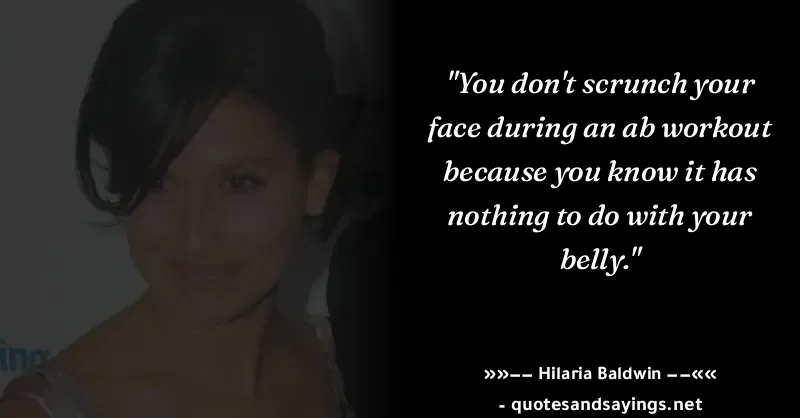 "You don't scrunch your
face during an ab workout
because you know it has
nothing to do with your
belly."
»»–– Hilaria Baldwin ––««
- quotesandsayings.net
ing